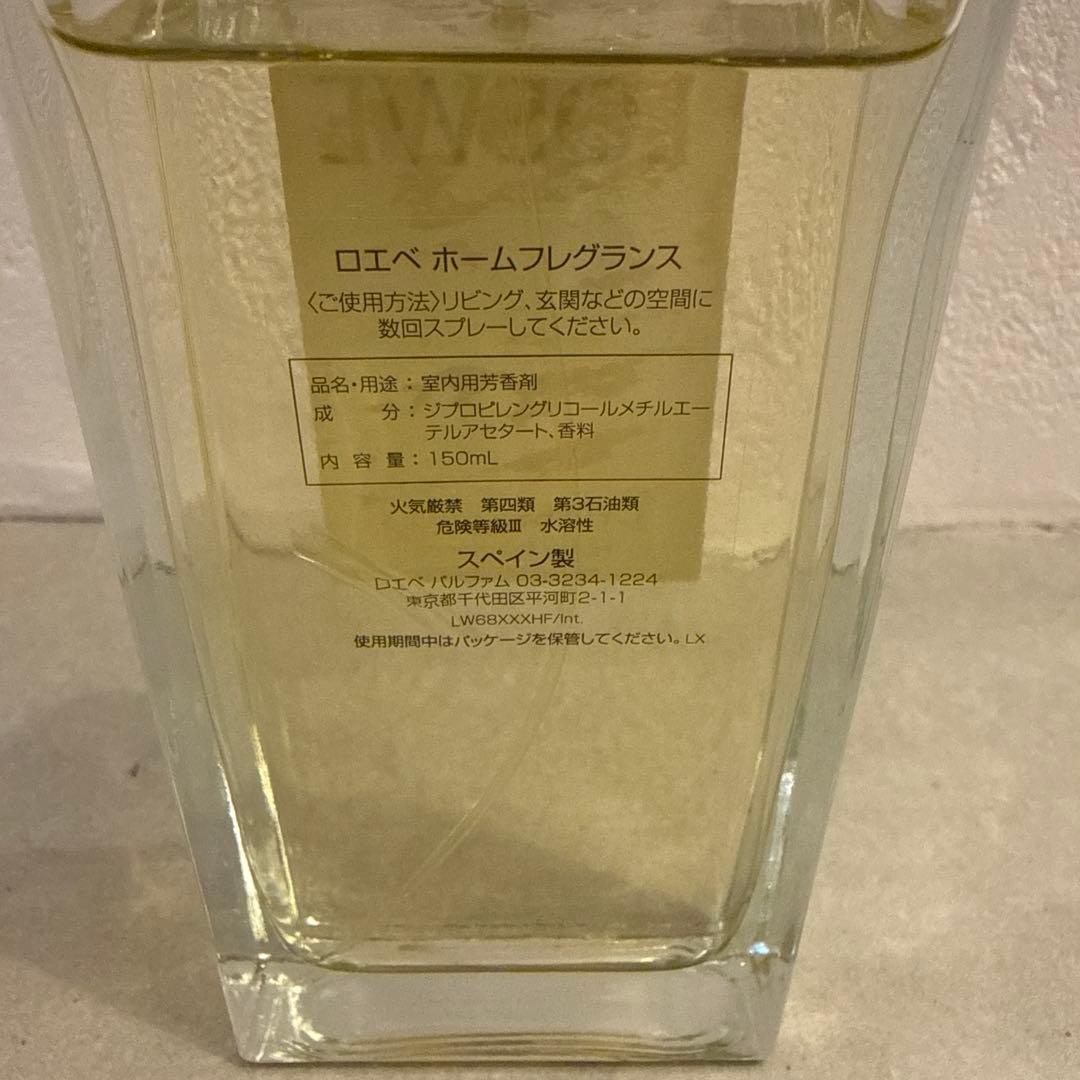 LOEWE
ロエベ ホームフレグランス
〈ご使用方法〉リビング、玄関などの空間に
数回スプレーしてください。
品名・用途：室内用芳香剤
成 分：ジプロピレングリコールメチルエー
テルアセタート、香料
内 容 量：150mL
火気厳禁 第四類 第3石油類
危険等級Ⅲ 水溶性
スペイン製
ロエベ パルファム 03-3234-1224
東京都千代田区平河町2-1-1
LW68XXXHF/Int.
使用期間中はパッケージを保管してください。LX